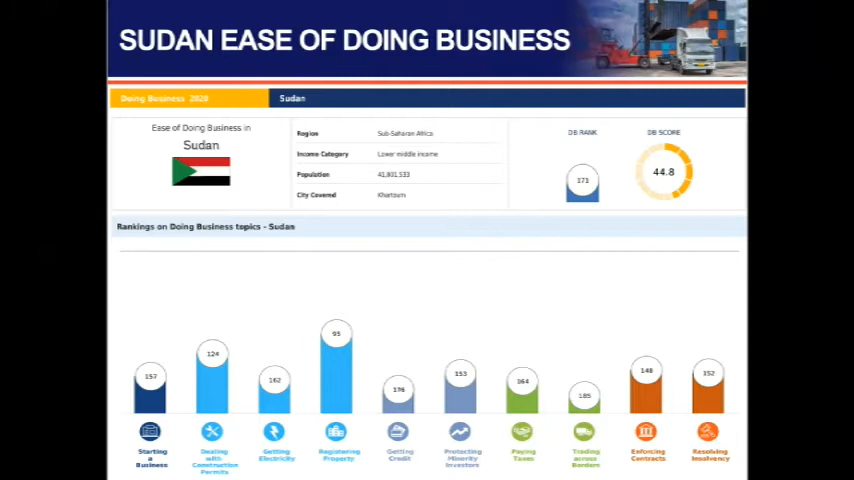 SUDAN EASE OF DOING BUSINESS
Doing Business 2020
Sudan
Ease of Doing Business in
Sudan
Region Sub-Saharan Africa
Income Category Lower middle income
Population 41,801,533
City Covered Khartoum
DB RANK DB SCORE
171 44.8
Rankings on Doing Business topics - Sudan
157 124 162 95 176 153 164 185 148 152
Starting a Business
Dealing with Construction Permits
Getting Electricity
Registering Property
Getting Credit
Protecting Minority Investors
Paying Taxes
Trading across Borders
Enforcing Contracts
Resolving Insolvency